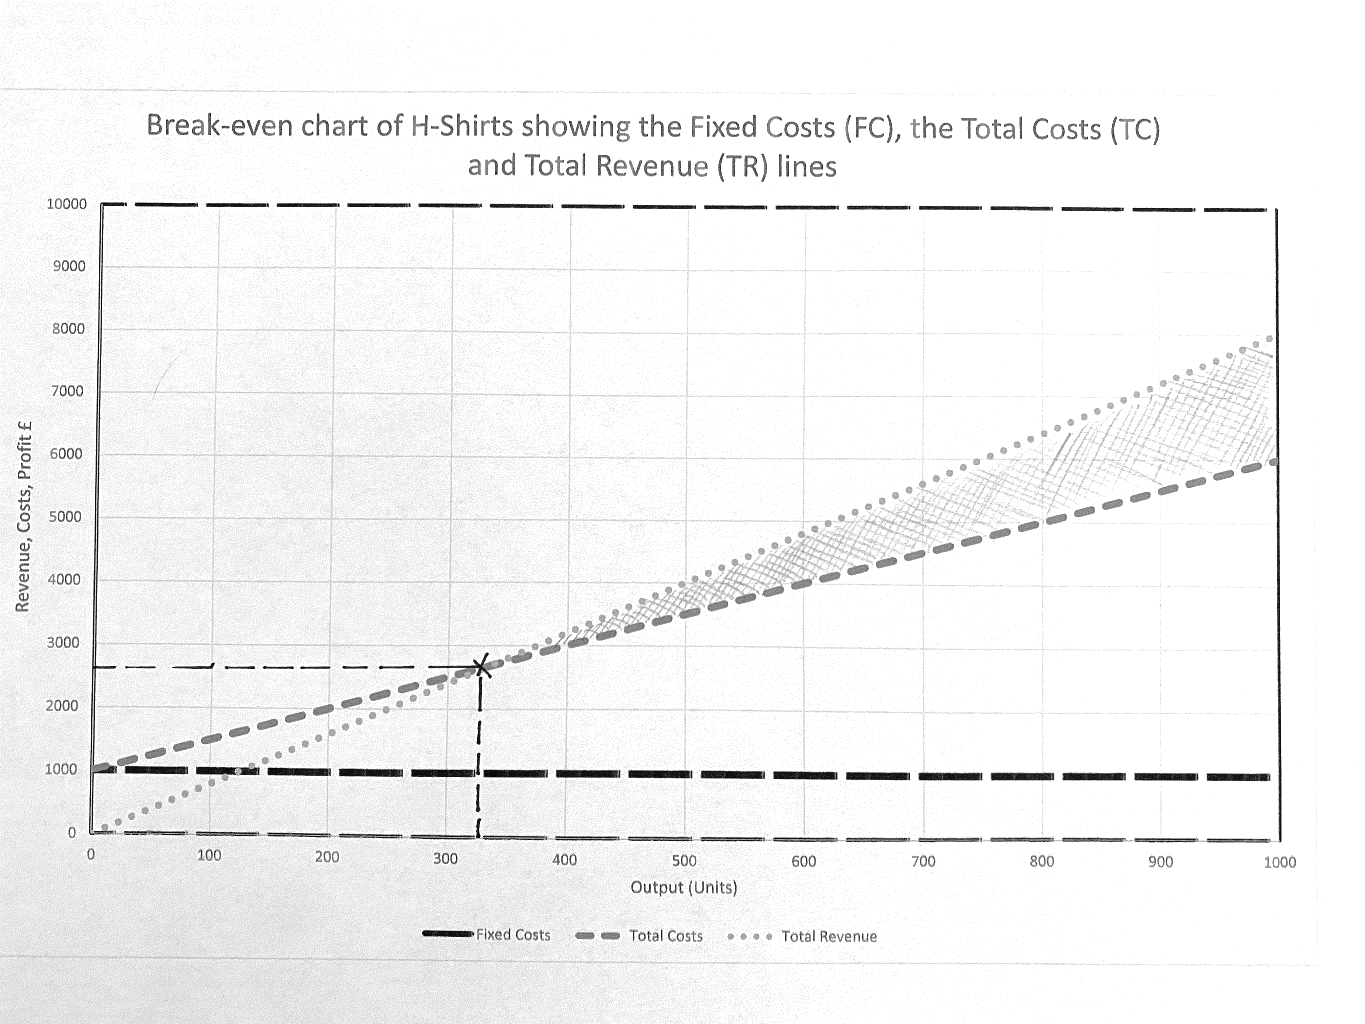 Break-even chart of H-Shirts showing the Fixed Costs (FC), the Total Costs (TC)
and Total Revenue (TR) lines
10000
9000
8000
7000
6000
5000
4000
3000
2000
1000
0
Revenue, Costs, Profit £
0 100 200 300 400 500 600 700 800 900 1000
Output (Units)
Fixed Costs Total Costs Total Revenue